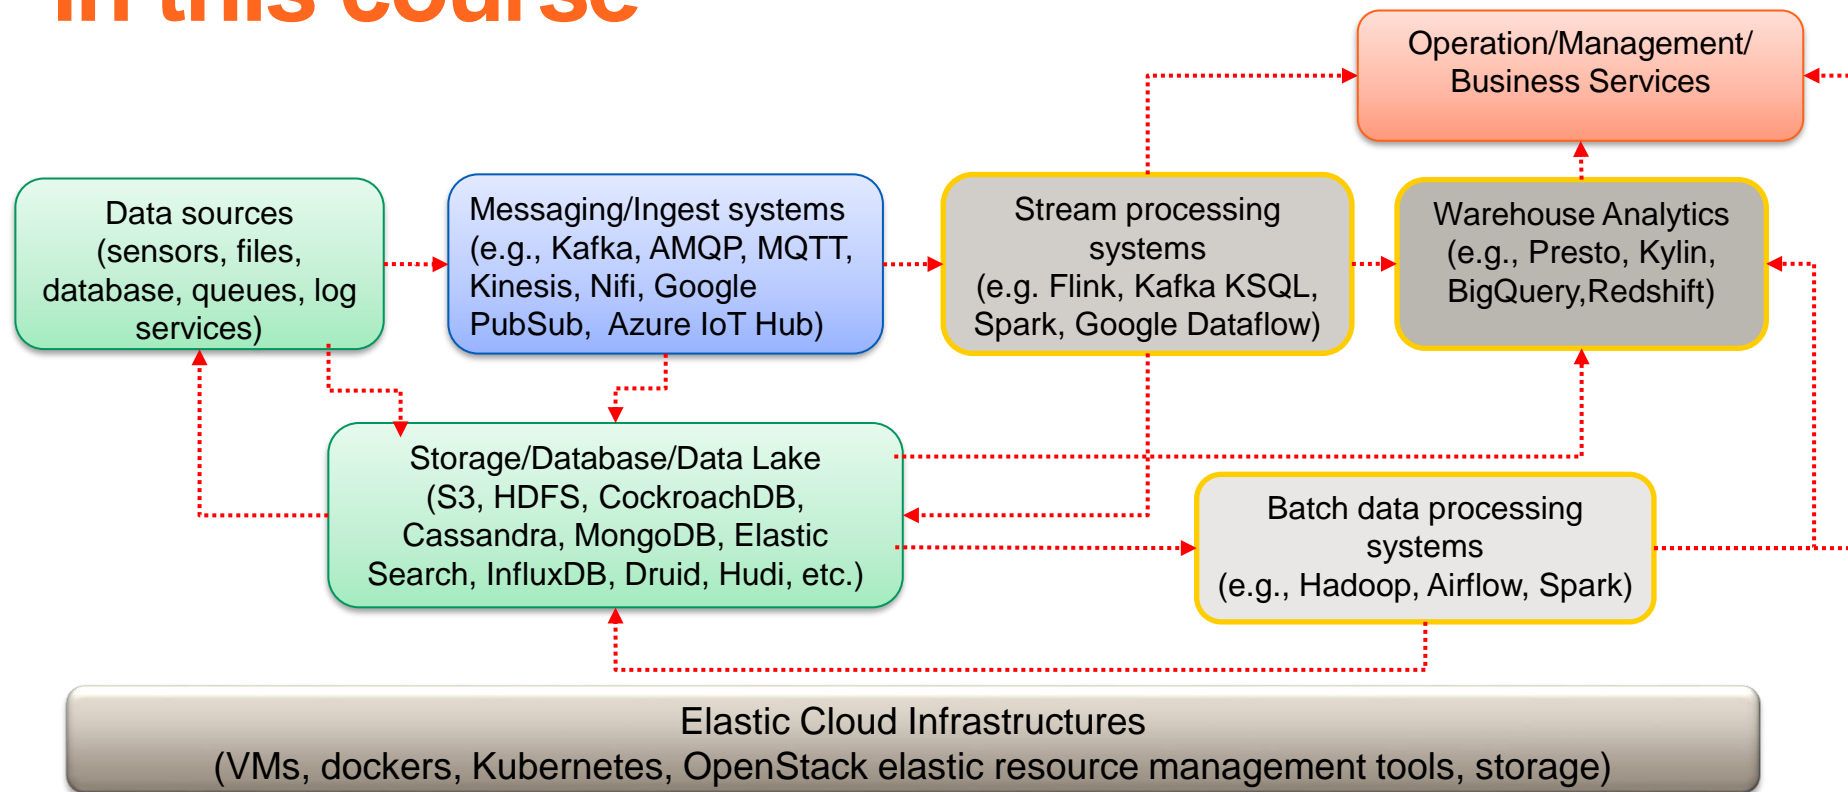 in this course
Operation/Management/
Business Services
Data sources
(sensors, files,
database, queues, log
services)
Messaging/Ingest systems
(e.g., Kafka, AMQP, MQTT,
Kinesis, Nifi, Google
PubSub, Azure IoT Hub)
Stream processing
systems
(e.g. Flink, Kafka KSQL,
Spark, Google Dataflow)
Warehouse Analytics
(e.g., Presto, Kylin,
BigQuery,Redshift)
Storage/Database/Data Lake
(S3, HDFS, CockroachDB,
Cassandra, MongoDB, Elastic
Search, InfluxDB, Druid, Hudi, etc.)
Batch data processing
systems
(e.g., Hadoop, Airflow, Spark)
Elastic Cloud Infrastructures
(VMs, dockers, Kubernetes, OpenStack elastic resource management tools, storage)